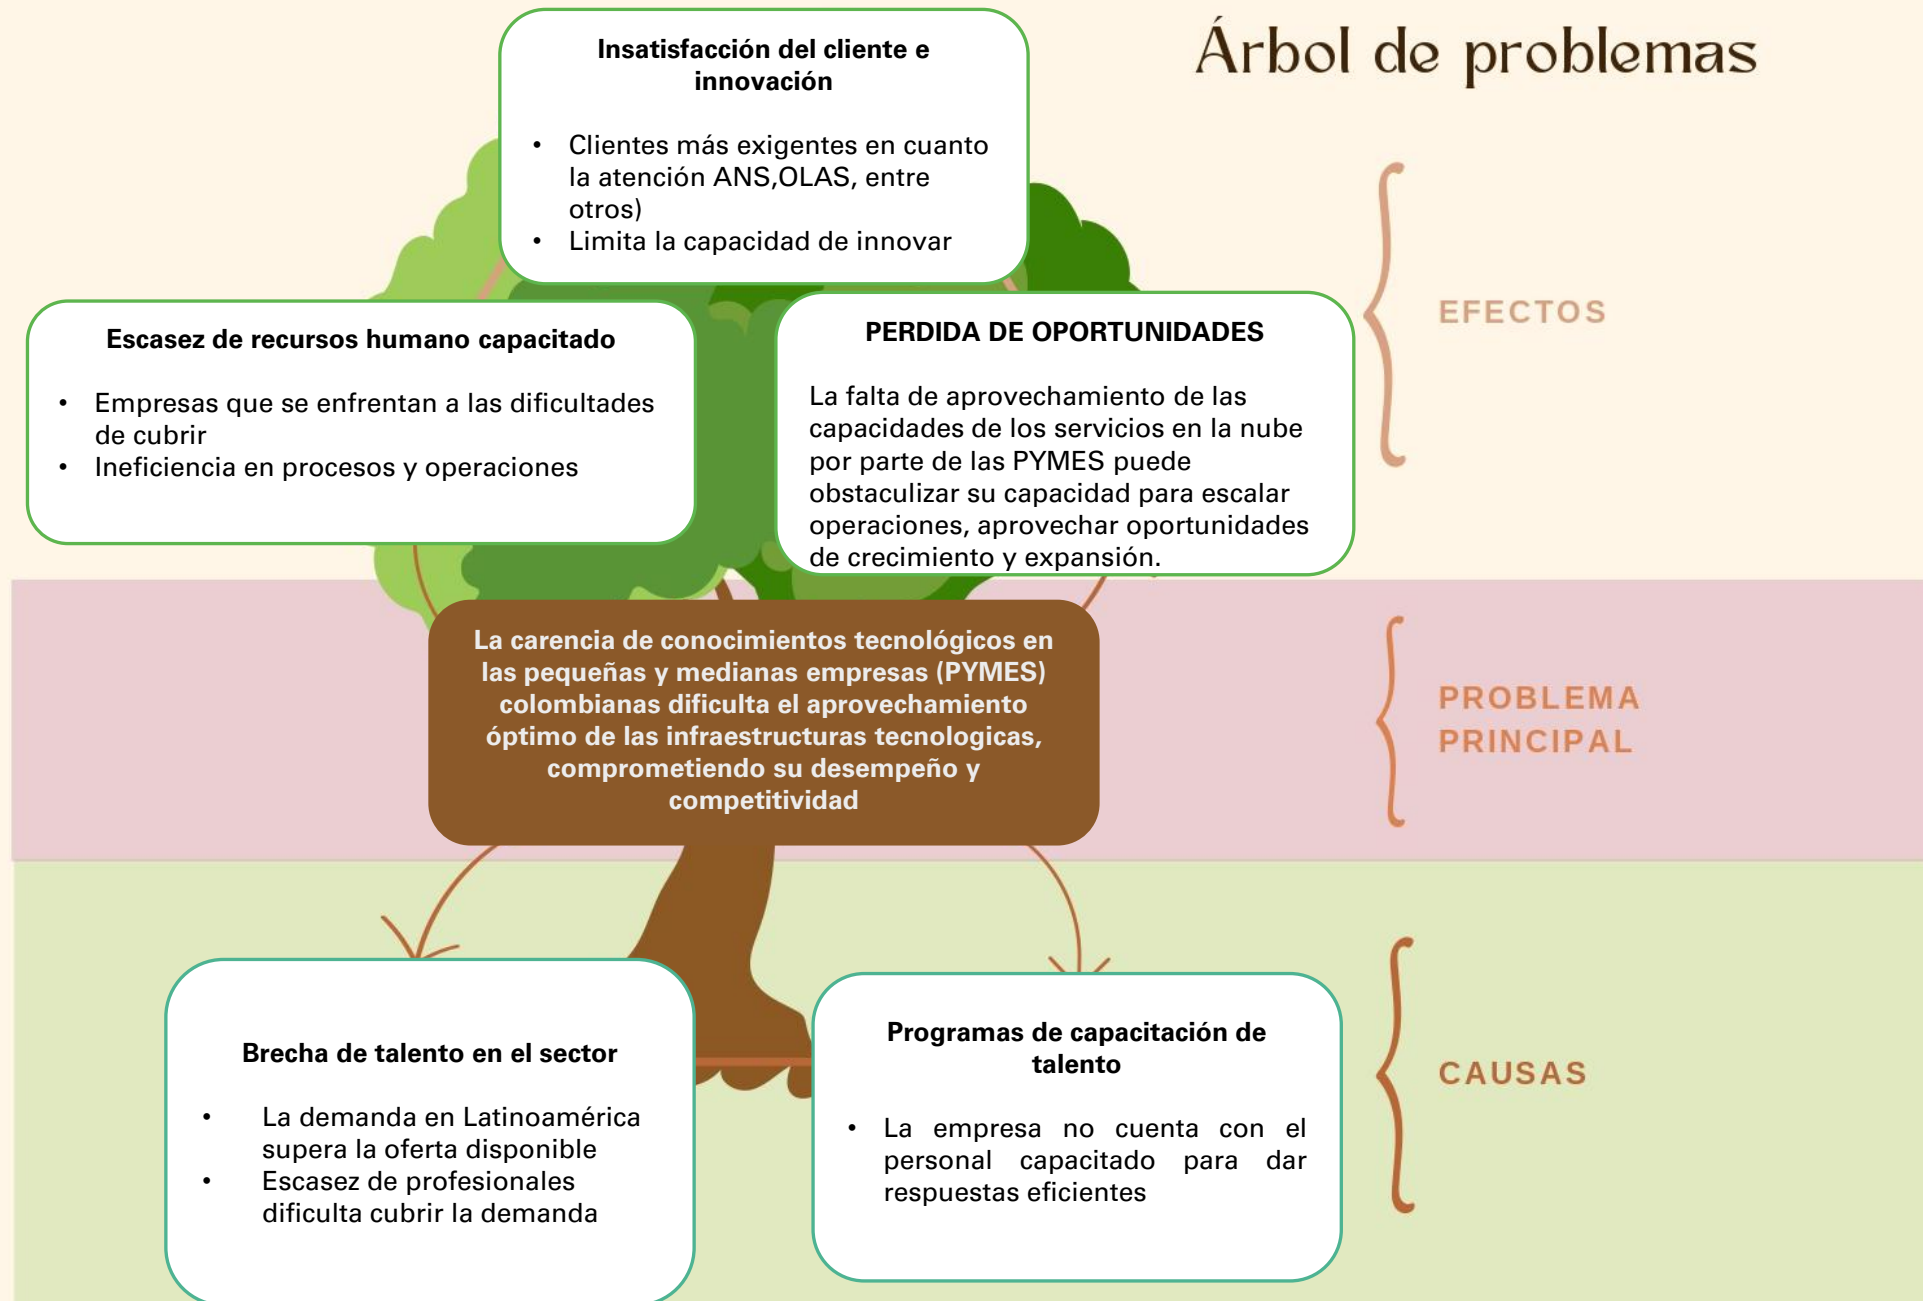 Árbol de problemas
Insatisfacción del cliente e
innovación
• Clientes más exigentes en cuanto
la atención ANS,OLAS, entre
otros)
• Limita la capacidad de innovar
EFECTOS
Escasez de recursos humano capacitado
• Empresas que se enfrentan a las dificultades
de cubrir
• Ineficiencia en procesos y operaciones
PERDIDA DE OPORTUNIDADES
La falta de aprovechamiento de las
capacidades de los servicios en la nube
por parte de las PYMES puede
obstaculizar su capacidad para escalar
operaciones, aprovechar oportunidades
de crecimiento y expansión.
La carencia de conocimientos tecnológicos en
las pequeñas y medianas empresas (PYMES)
colombianas dificulta el aprovechamiento
óptimo de las infraestructuras tecnologicas,
comprometiendo su desempeño y
competitividad
PROBLEMA
PRINCIPAL
Brecha de talento en el sector
• La demanda en Latinoamérica
supera la oferta disponible
• Escasez de profesionales
dificulta cubrir la demanda
Programas de capacitación de
talento
• La empresa no cuenta con el
personal capacitado para dar
respuestas eficientes
CAUSAS